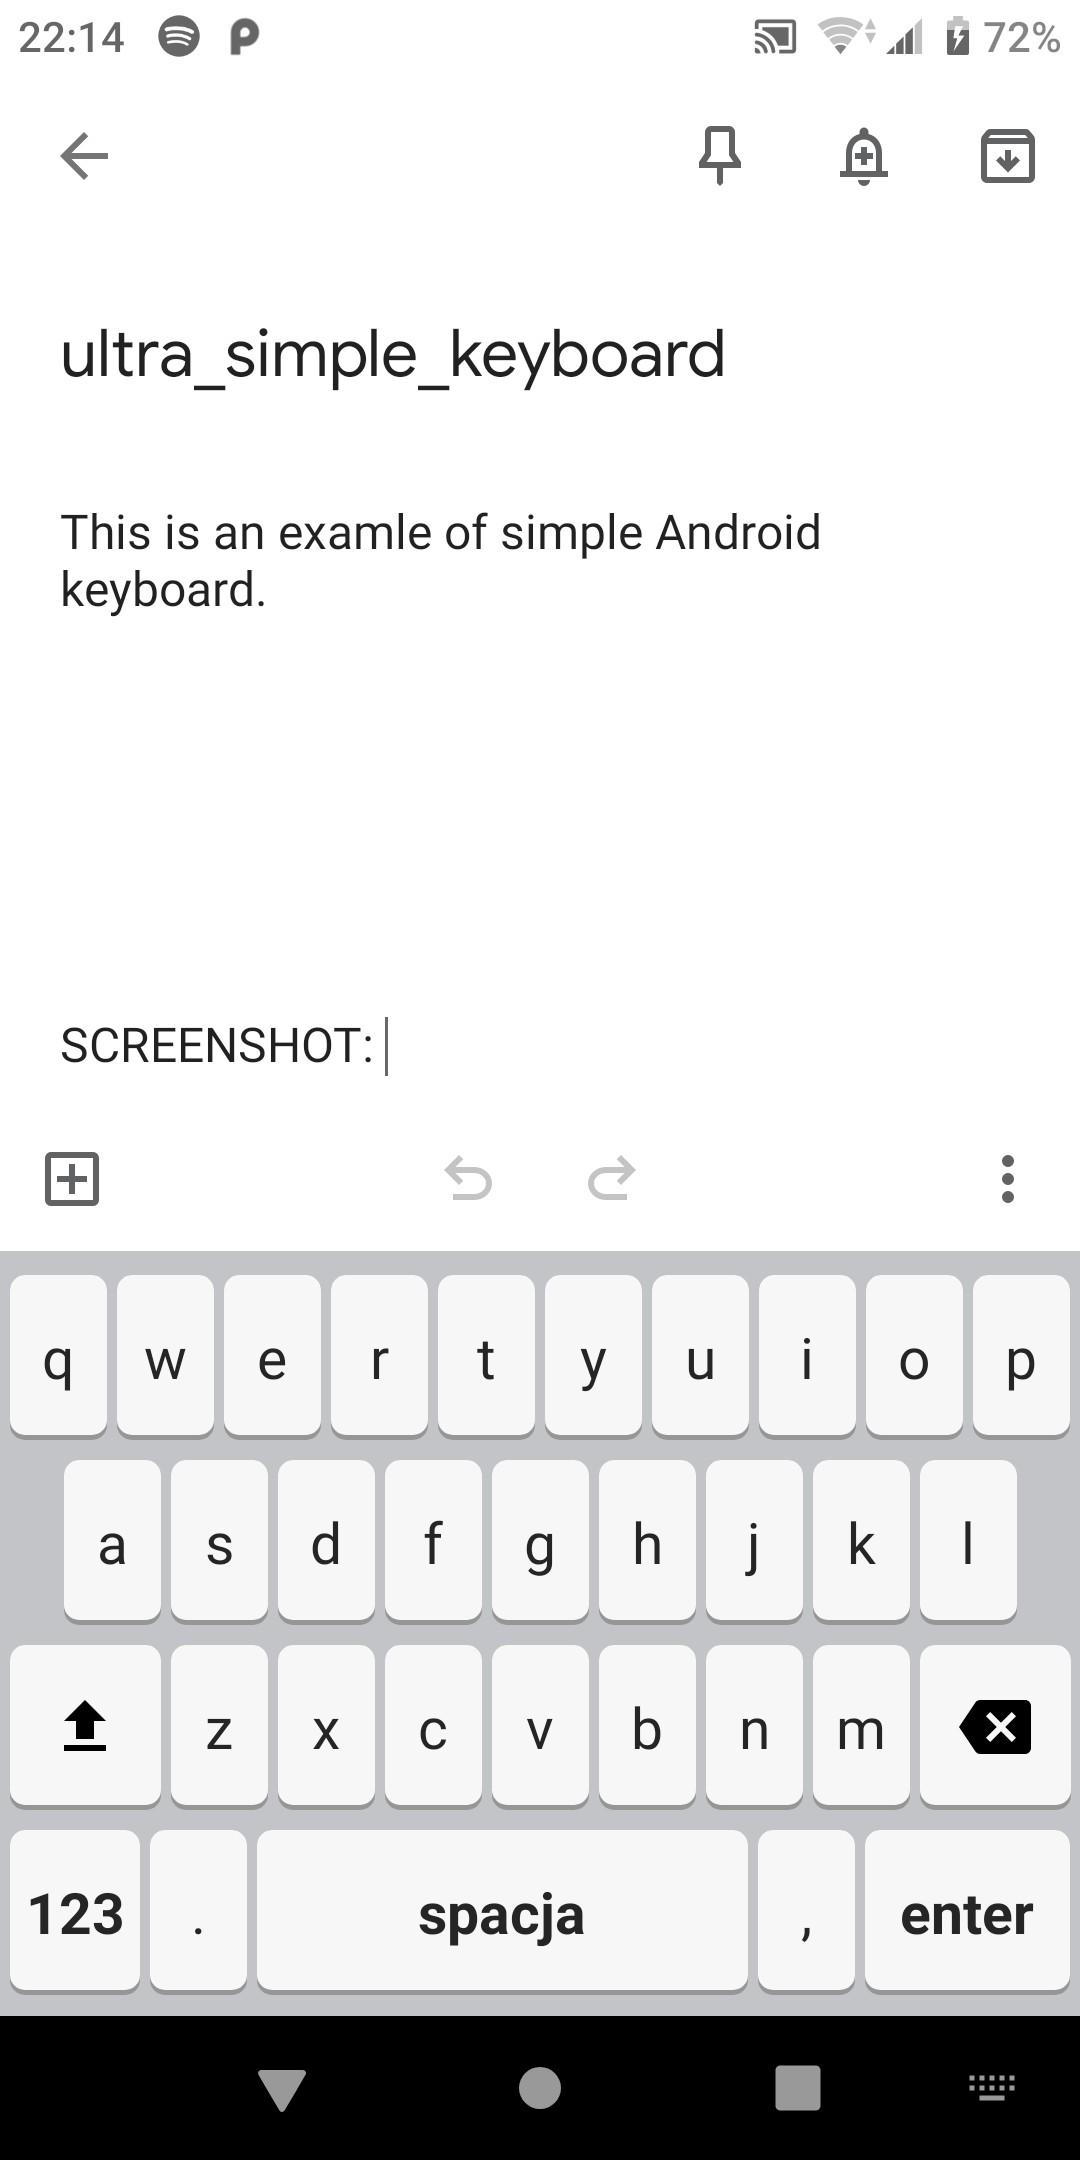 22:14 72%
ultra_simple_keyboard
This is an examle of simple Android
keyboard.
SCREENSHOT:
q w e r t y u i o p
a s d f g h j k l
z x c v b n m
123 . spacja , enter